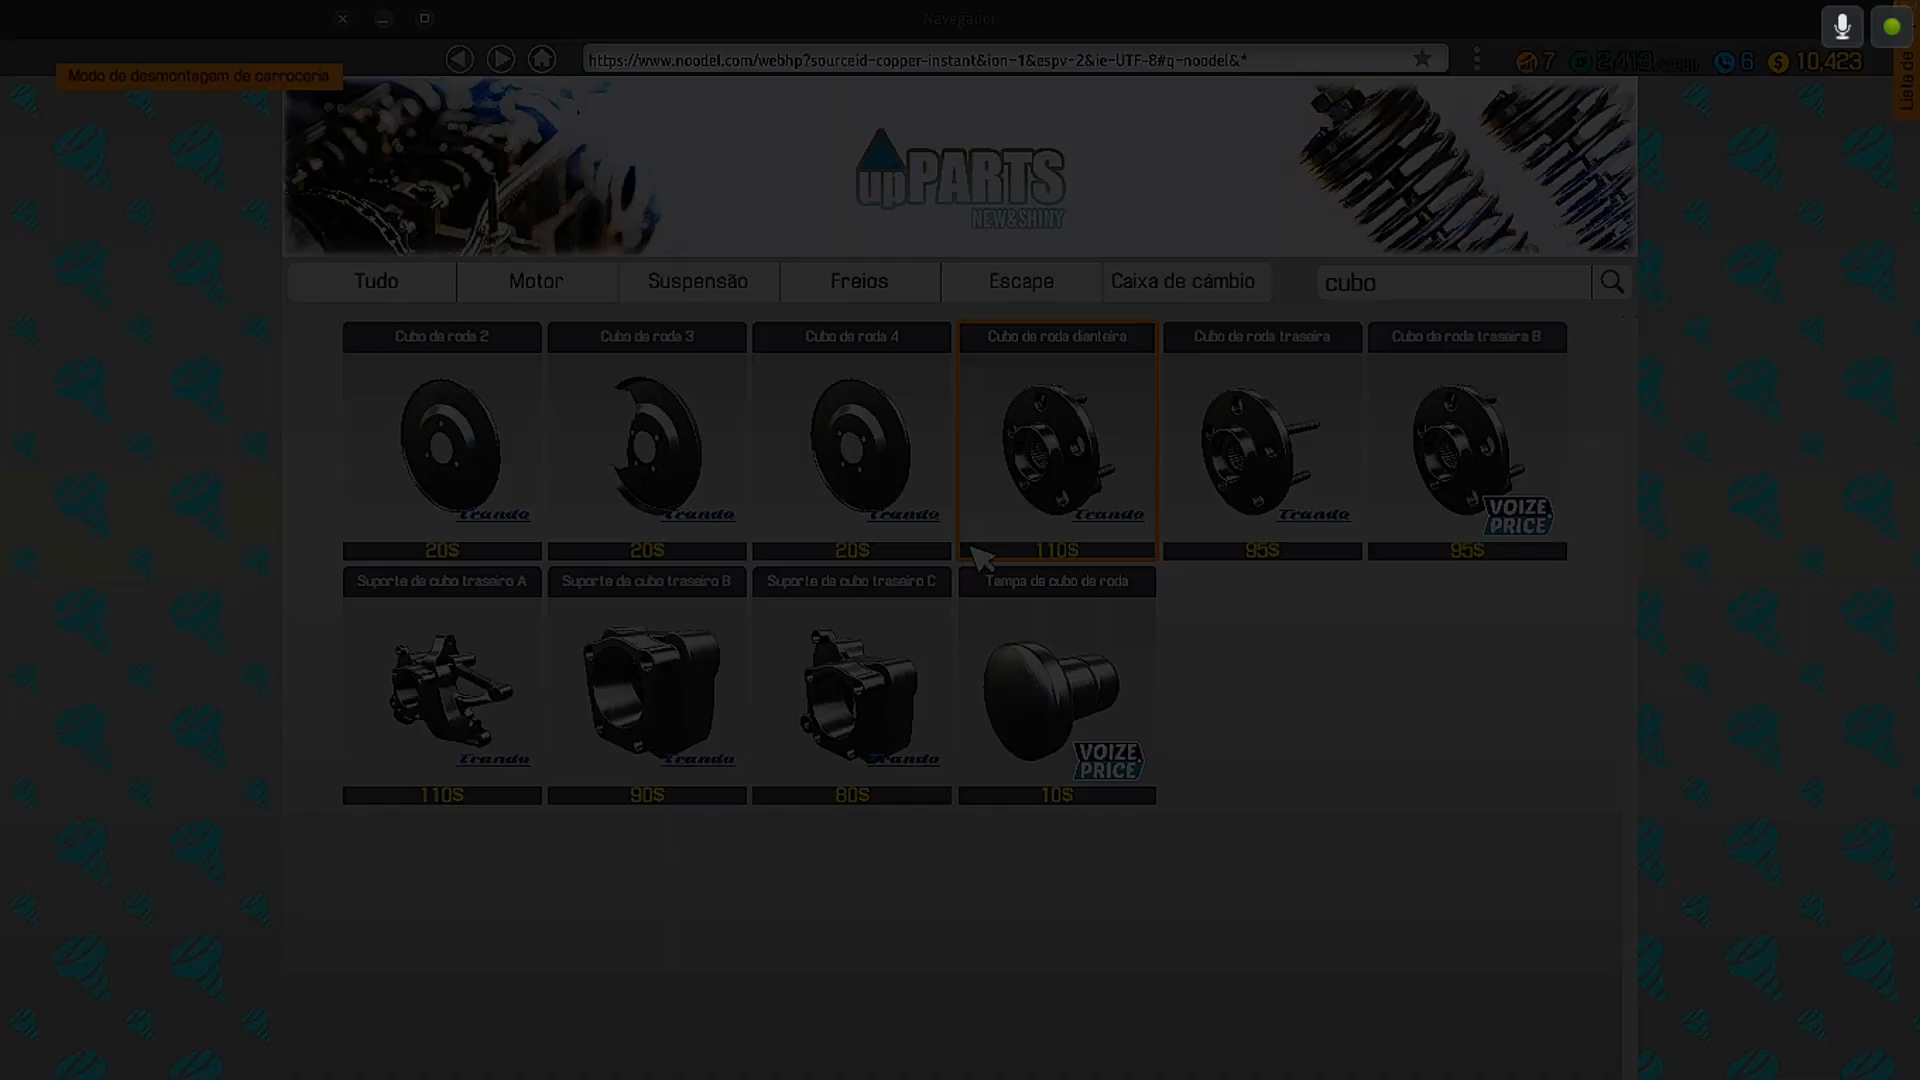 Navegador
https://www.noodel.com/webhp?sourceid-copper-instant&ion-1&espv-2&ie-UTF-8#q-noodel&*
7
6
10,423
Modo de desmontagem de carroceria
Lista de
upPARTS
NEW&SHINY
Tudo
Motor
Suspensão
Freios
Escape
Caixa de câmbio
cubo
Cubo de roda 2
Cubo de roda 3
Cubo de roda 4
Cubo de roda dianteira
Cubo de roda traseira
Cubo de roda traseira B
Trando
Trando
Trando
Trando
Trando
VOIZE PRICE
20$
20$
20$
110$
95$
95$
Suporte de cubo traseiro A
Suporte de cubo traseiro B
Suporte de cubo traseiro C
Tampa de cubo de roda
Trando
Trando
Trando
VOIZE PRICE
110$
90$
80$
10$